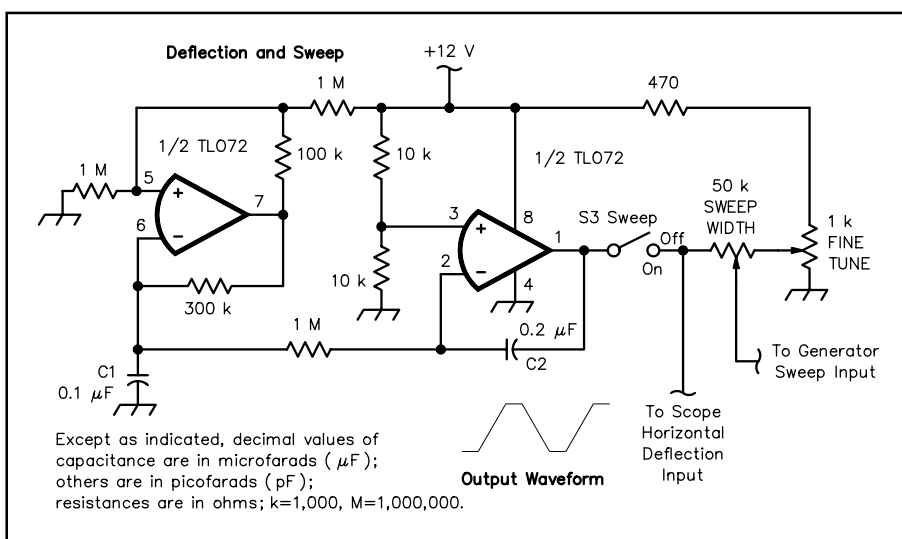 Deflection and Sweep
+12 V
1 M
470
1/2 TL072
100 k
10 k
1/2 TL072
1 M
5
+
7
6
−
50 k
SWEEP
WIDTH
3
+
8
S3 Sweep
1
Off
On
1 k
FINE
TUNE
2
−
4
10 k
300 k
1 M
0.2 μF
C2
C1
0.1 μF
To Generator
Sweep Input
To Scope
Horizontal
Deflection
Input
Except as indicated, decimal values of
capacitance are in microfarads ( μF);
others are in picofarads ( pF);
resistances are in ohms; k=1,000, M=1,000,000.
Output Waveform